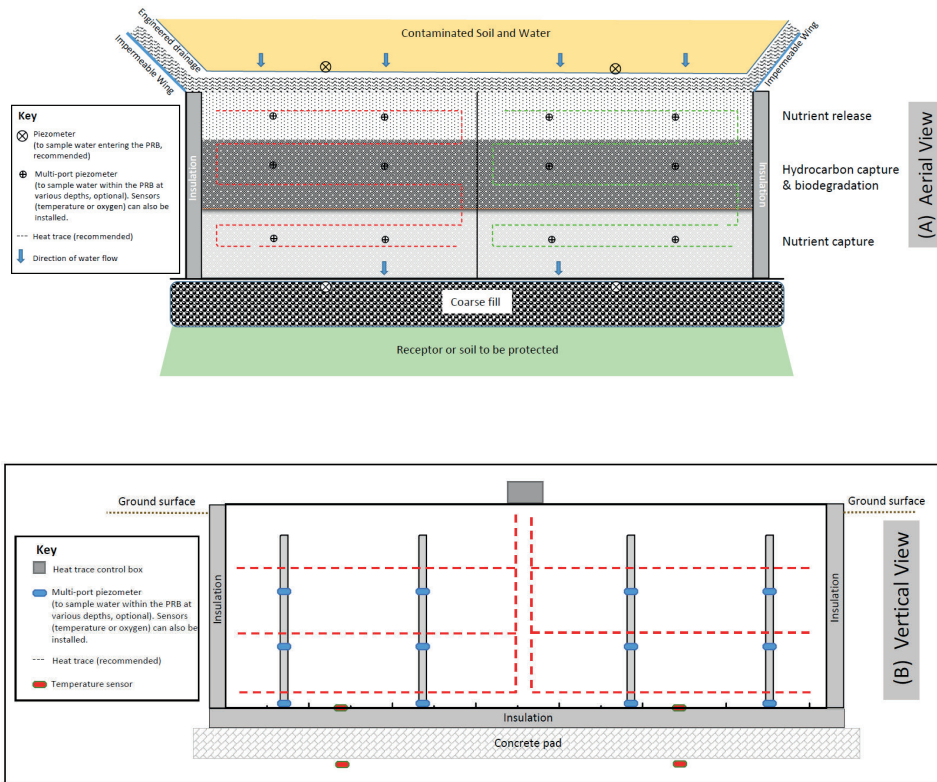 Contaminated Soil and Water
Engineered drainage
Impermeable Wing
Impermeable Wing
Key
Piezometer
(to sample water entering the PRB,
recommended)
Multi-port piezometer
(to sample water within the PRB at
various depths, optional). Sensors
(temperature or oxygen) can also be
installed.
Heat trace (recommended)
Direction of water flow
Insulation
Insulation
Nutrient release
Hydrocarbon capture
& biodegradation
Nutrient capture
(A) Aerial View
Coarse fill
Receptor or soil to be protected
Ground surface
Ground surface
Key
Heat trace control box
Multi-port piezometer
(to sample water within the PRB at
various depths, optional). Sensors
(temperature or oxygen) can also be
installed.
Heat trace (recommended)
Temperature sensor
Insulation
Insulation
(B) Vertical View
Insulation
Concrete pad